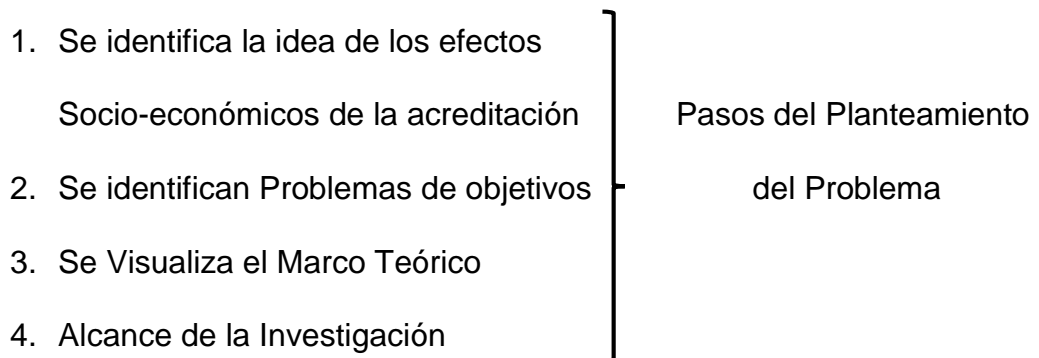 1. Se identifica la idea de los efectos
Socio-económicos de la acreditación
2. Se identifican Problemas de objetivos
3. Se Visualiza el Marco Teórico
4. Alcance de la Investigación
Pasos del Planteamiento
del Problema